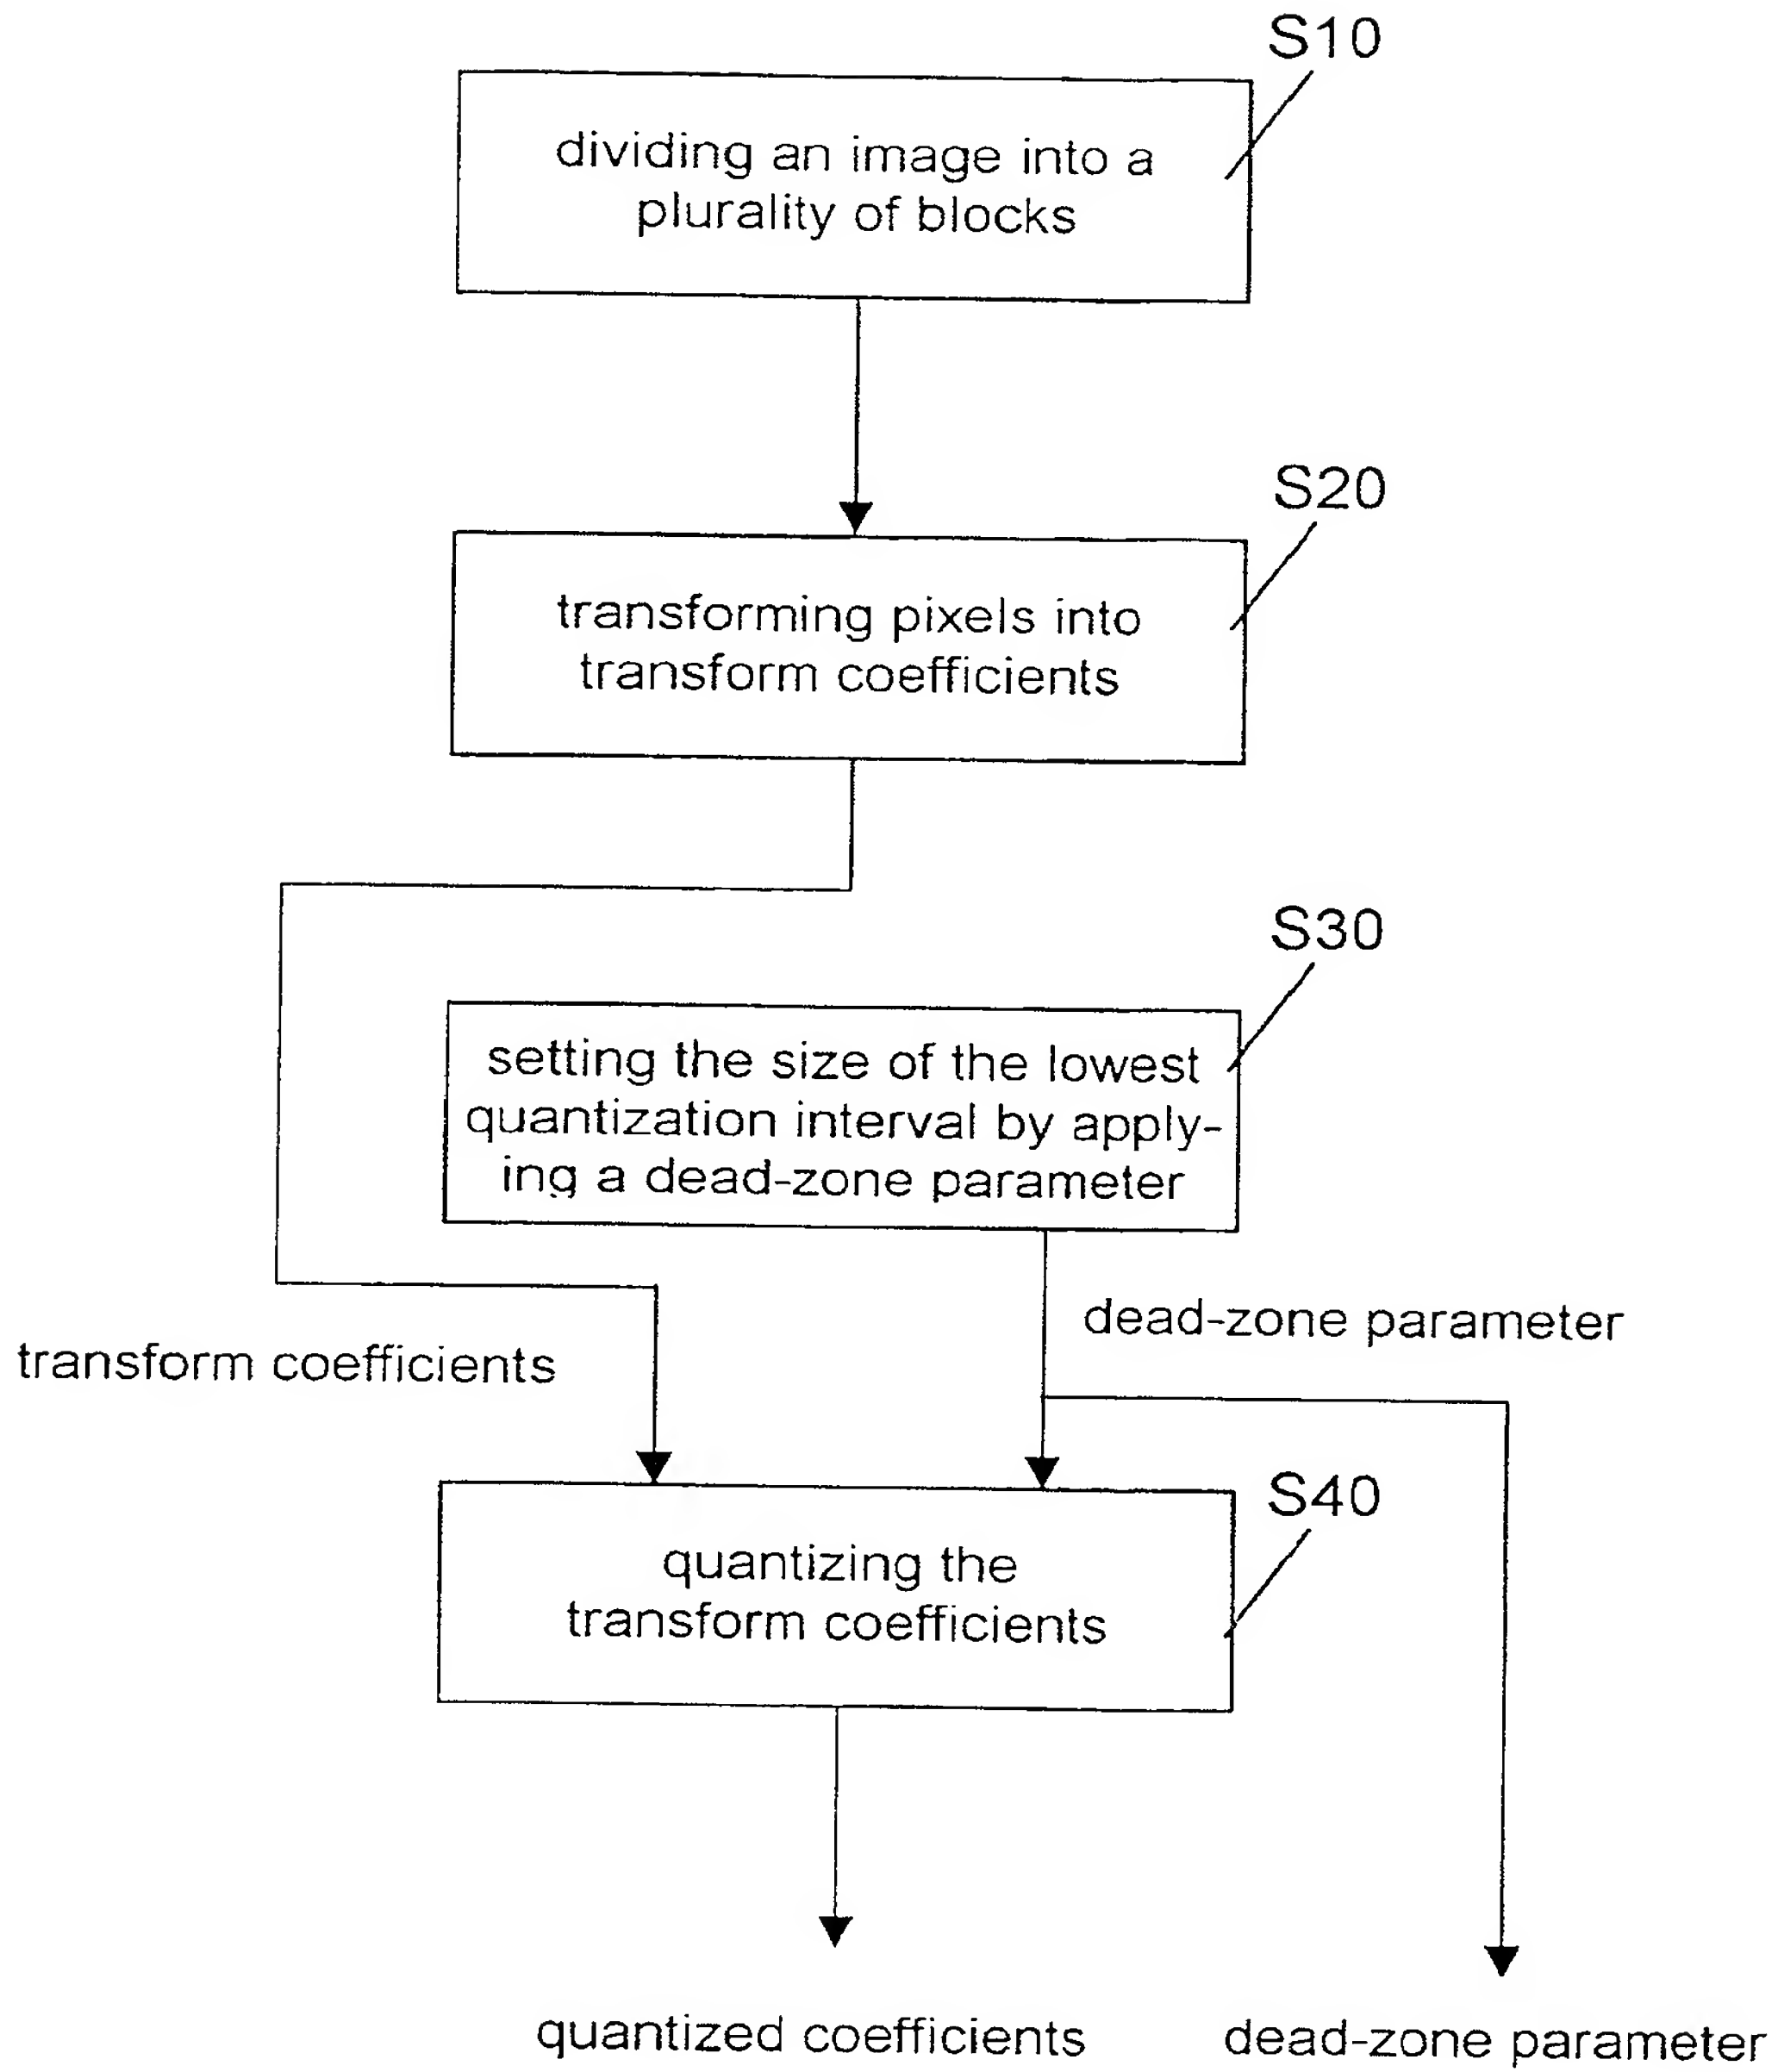 S10
dividing an image into a
plurality of blocks
S20
transforming pixels into
transform coefficients
S30
setting the size of the lowest
quantization interval by apply-
ing a dead-zone parameter
dead-zone parameter
transform coefficients
S40
quantizing the
transform coefficients
quantized coefficients
dead-zone parameter